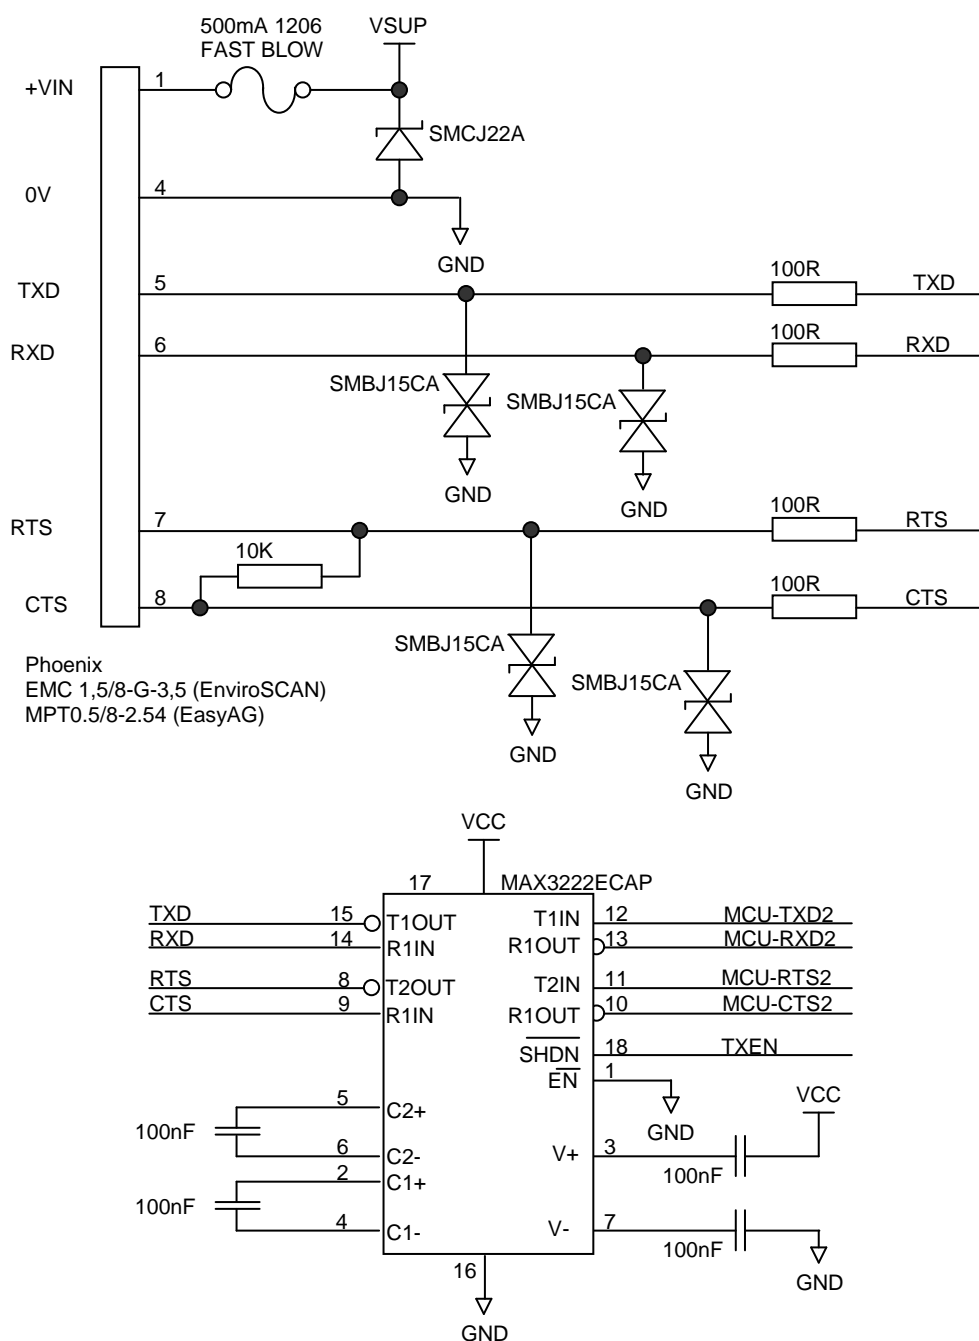 500mA 1206
FAST BLOW
VSUP
+VIN
1
SMCJ22A
0V
4
GND
TXD
5
100R
TXD
RXD
6
100R
RXD
SMBJ15CA
SMBJ15CA
GND
GND
RTS
7
100R
RTS
10K
CTS
8
100R
CTS
SMBJ15CA
SMBJ15CA
Phoenix
EMC 1,5/8-G-3,5 (EnviroSCAN)
MPT0.5/8-2.54 (EasyAG)
GND
GND
VCC
17
MAX3222ECAP
TXD
15
T1OUT
T1IN
12
MCU-TXD2
RXD
14
R1IN
R1OUT
13
MCU-RXD2
RTS
8
T2OUT
T2IN
11
MCU-RTS2
CTS
9
R1IN
R1OUT
10
MCU-CTS2
SHDN
18
TXEN
EN
1
GND
VCC
5
C2+
100nF
6
C2-
V+
3
100nF
2
C1+
100nF
4
C1-
V-
7
100nF
GND
16
GND